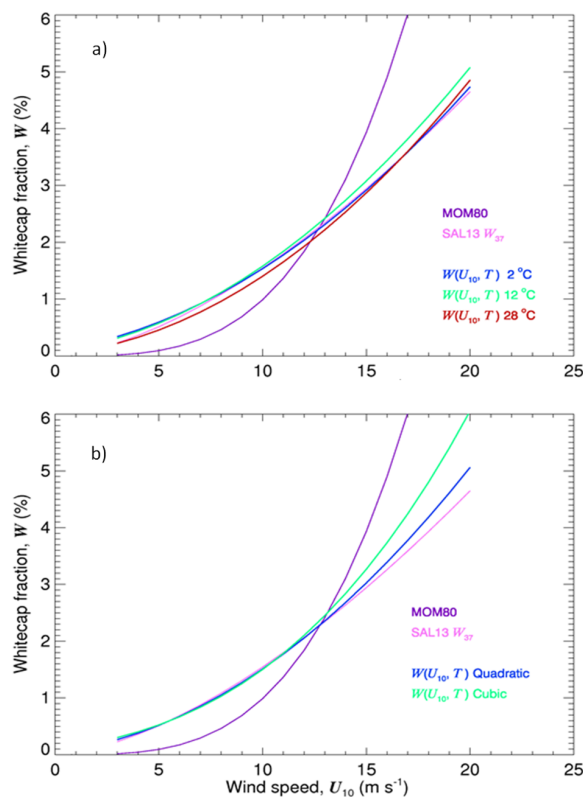 a)
Whitecap fraction, W (%)
6
5
4
3
2
1
0
MOM80
SAL13 W37
W(U10, T) 2 °C
W(U10, T) 12 °C
W(U10, T) 28 °C
0 5 10 15 20 25
b)
Whitecap fraction, W (%)
6
5
4
3
2
1
0
MOM80
SAL13 W37
W(U10, T) Quadratic
W(U10, T) Cubic
0 5 10 15 20 25
Wind speed, U10 (m s-1)